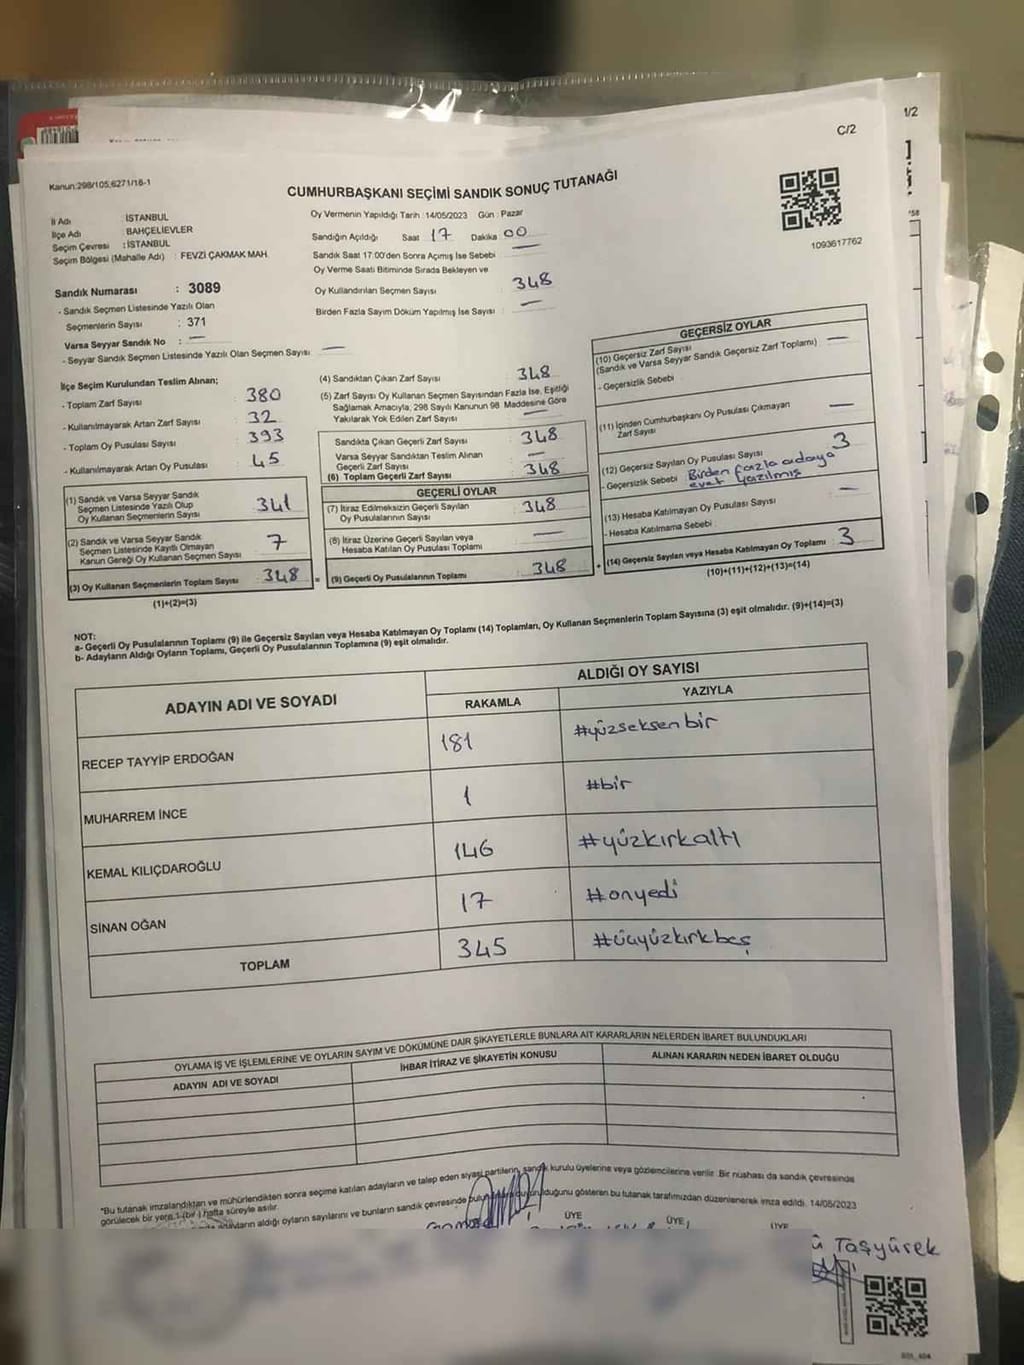 1/2
C/2
Kanun:298/105,6271/18-1
CUMHURBAŞKANI SEÇİMİ SANDIK SONUÇ TUTANAĞI
1093617762
İl Adı : İSTANBUL
İlçe Adı : BAHÇELİEVLER
Seçim Çevresi : İSTANBUL
Seçim Bölgesi (Mahalle Adı) : FEVZİ ÇAKMAK MAH.
Sandık Numarası : 3089
- Sandık Seçmen Listesinde Yazılı Olan
Seçmenlerin Sayısı : 371
Varsa Seyyar Sandık No : —
- Seyyar Sandık Seçmen Listesinde Yazılı Olan Seçmen Sayısı —
Oy Vermenin Yapıldığı Tarih : 14/05/2023 Gün : Pazar
Sandığın Açıldığı Saat 17 Dakika 00
Sandık Saat 17:00'den Sonra Açımış İse Sebebi —
Oy Verme Saati Bitiminde Sırada Bekleyen ve
Oy Kullandırılan Seçmen Sayısı : 348
Birden Fazla Sayım Döküm Yapılmış İse Sayısı : —
İlçe Seçim Kurulundan Teslim Alınan;
- Toplam Zarf Sayısı : 380
- Kullanılmayarak Artan Zarf Sayısı : 32
- Toplam Oy Pusulası Sayısı : 393
- Kullanılmayarak Artan Oy Pusulası : 45
(1) Sandık ve Varsa Seyyar Sandık
Seçmen Listesinde Yazılı Olup
Oy Kullanan Seçmenlerin Sayısı : 341
(2) Sandık ve Varsa Seyyar Sandık
Seçmen Listesinde Kayıtlı Olmayan
Kanun Gereği Oy Kullanan Seçmen Sayısı : 7
(3) Oy Kullanan Seçmenlerin Toplam Sayısı : 348
(1)+(2)=(3)
(4) Sandıktan Çıkan Zarf Sayısı : 348
(5) Zarf Sayısı Oy Kullanan Seçmen Sayısından Fazla İse, Eşitliği
Sağlamak Amacıyla, 298 Sayılı Kanunun 98. Maddesine Göre
Yakılarak Yok Edilen Zarf Sayısı : —
Sandıkta Çıkan Geçerli Zarf Sayısı : 348
Varsa Seyyar Sandıktan Teslim Alınan
Geçerli Zarf Sayısı : —
(6) Toplam Geçerli Zarf Sayısı : 348
GEÇERLİ OYLAR
(7) İtiraz Edilmeksizin Geçerli Sayılan
Oy Pusulalarının Sayısı : 348
(8) İtiraz Üzerine Geçerli Sayılan veya
Hesaba Katılan Oy Pusulası Toplamı : —
= (9) Geçerli Oy Pusulalarının Toplamı : 348
GEÇERSİZ OYLAR
(10) Geçersiz Zarf Sayısı
(Sandık ve Varsa Seyyar Sandık Geçersiz Zarf Toplamı) —
- Geçersizlik Sebebi
(11) İçinden Cumhurbaşkanı Oy Pusulası Çıkmayan
Zarf Sayısı —
(12) Geçersiz Sayılan Oy Pusulası Sayısı 3
- Geçersizlik Sebebi Birden fazla adaya
evet yazılmış
(13) Hesaba Katılmayan Oy Pusulası Sayısı —
- Hesaba Katılmama Sebebi :
+ (14) Geçersiz Sayılan veya Hesaba Katılmayan Oy Toplamı : 3
(10)+(11)+(12)+(13)=(14)
NOT:
a- Geçerli Oy Pusulalarının Toplamı (9) ile Geçersiz Sayılan veya Hesaba Katılmayan Oy Toplamı (14) Toplamları, Oy Kullanan Seçmenlerin Toplam Sayısına (3) eşit olmalıdır. (9)+(14)=(3)
b- Adayların Aldığı Oyların Toplamı, Geçerli Oy Pusulalarının Toplamına (9) eşit olmalıdır.
ADAYIN ADI VE SOYADI
ALDIĞI OY SAYISI
RAKAMLA YAZIYLA
RECEP TAYYİP ERDOĞAN 181 #yüzseksenbir
MUHARREM İNCE 1 #bir
KEMAL KILIÇDAROĞLU 146 #yüzkırkaltı
SİNAN OĞAN 17 #onyedi
TOPLAM 345 #üçyüzkırkbeş
OYLAMA İŞ VE İŞLEMLERİNE VE OYLARIN SAYIM VE DÖKÜMÜNE DAİR ŞİKAYETLERLE BUNLARA AİT KARARLARIN NELERDEN İBARET BULUNDUKLARI
ADAYIN ADI VE SOYADI İHBAR İTİRAZ VE ŞİKAYETİN KONUSU ALINAN KARARIN NEDEN İBARET OLDUĞU
*Bu tutanak imzalandıktan ve mühürlendikten sonra seçime katılan adayların ve talep eden siyasi partilerin, sandık kurulu üyelerine veya gözlemcilerine verilir. Bir nüshası da sandık çevresinde
görülecek bir yere 1 (bir) hafta süreyle asılır.
adayların aldığı oyların sayılarını ve bunların sandık çevresinde olduğunu gösteren bu tutanak tarafımızdan düzenlenerek imza edildi. 14/05/2023
ÜYE ÜYE ÜYE
Taşyürek